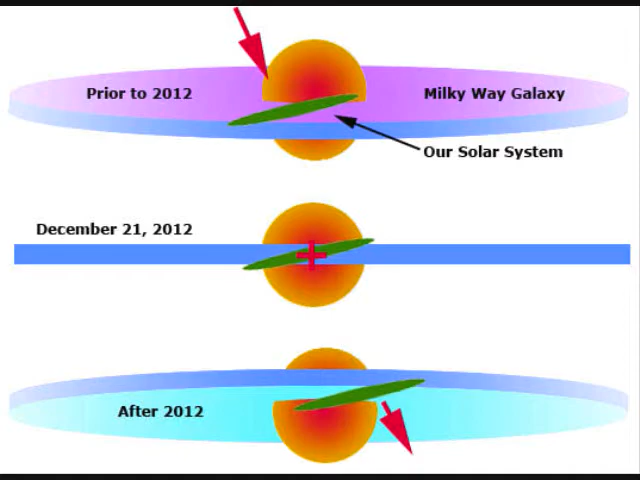 Prior to 2012
Milky Way Galaxy
Our Solar System
December 21, 2012
After 2012